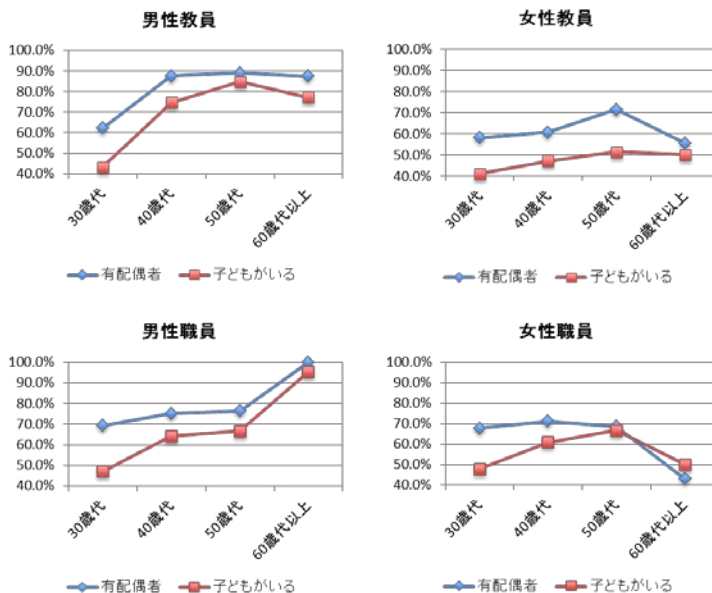 男性教員
100.0%
90.0%
80.0%
70.0%
60.0%
50.0%
40.0%
30歳代
40歳代
50歳代
60歳代以上
有配偶者 子どもがいる
女性教員
100.0%
90.0%
80.0%
70.0%
60.0%
50.0%
40.0%
30歳代
40歳代
50歳代
60歳代以上
有配偶者 子どもがいる
男性職員
100.0%
90.0%
80.0%
70.0%
60.0%
50.0%
40.0%
30歳代
40歳代
50歳代
60歳代以上
有配偶者 子どもがいる
女性職員
100.0%
90.0%
80.0%
70.0%
60.0%
50.0%
40.0%
30歳代
40歳代
50歳代
60歳代以上
有配偶者 子どもがいる